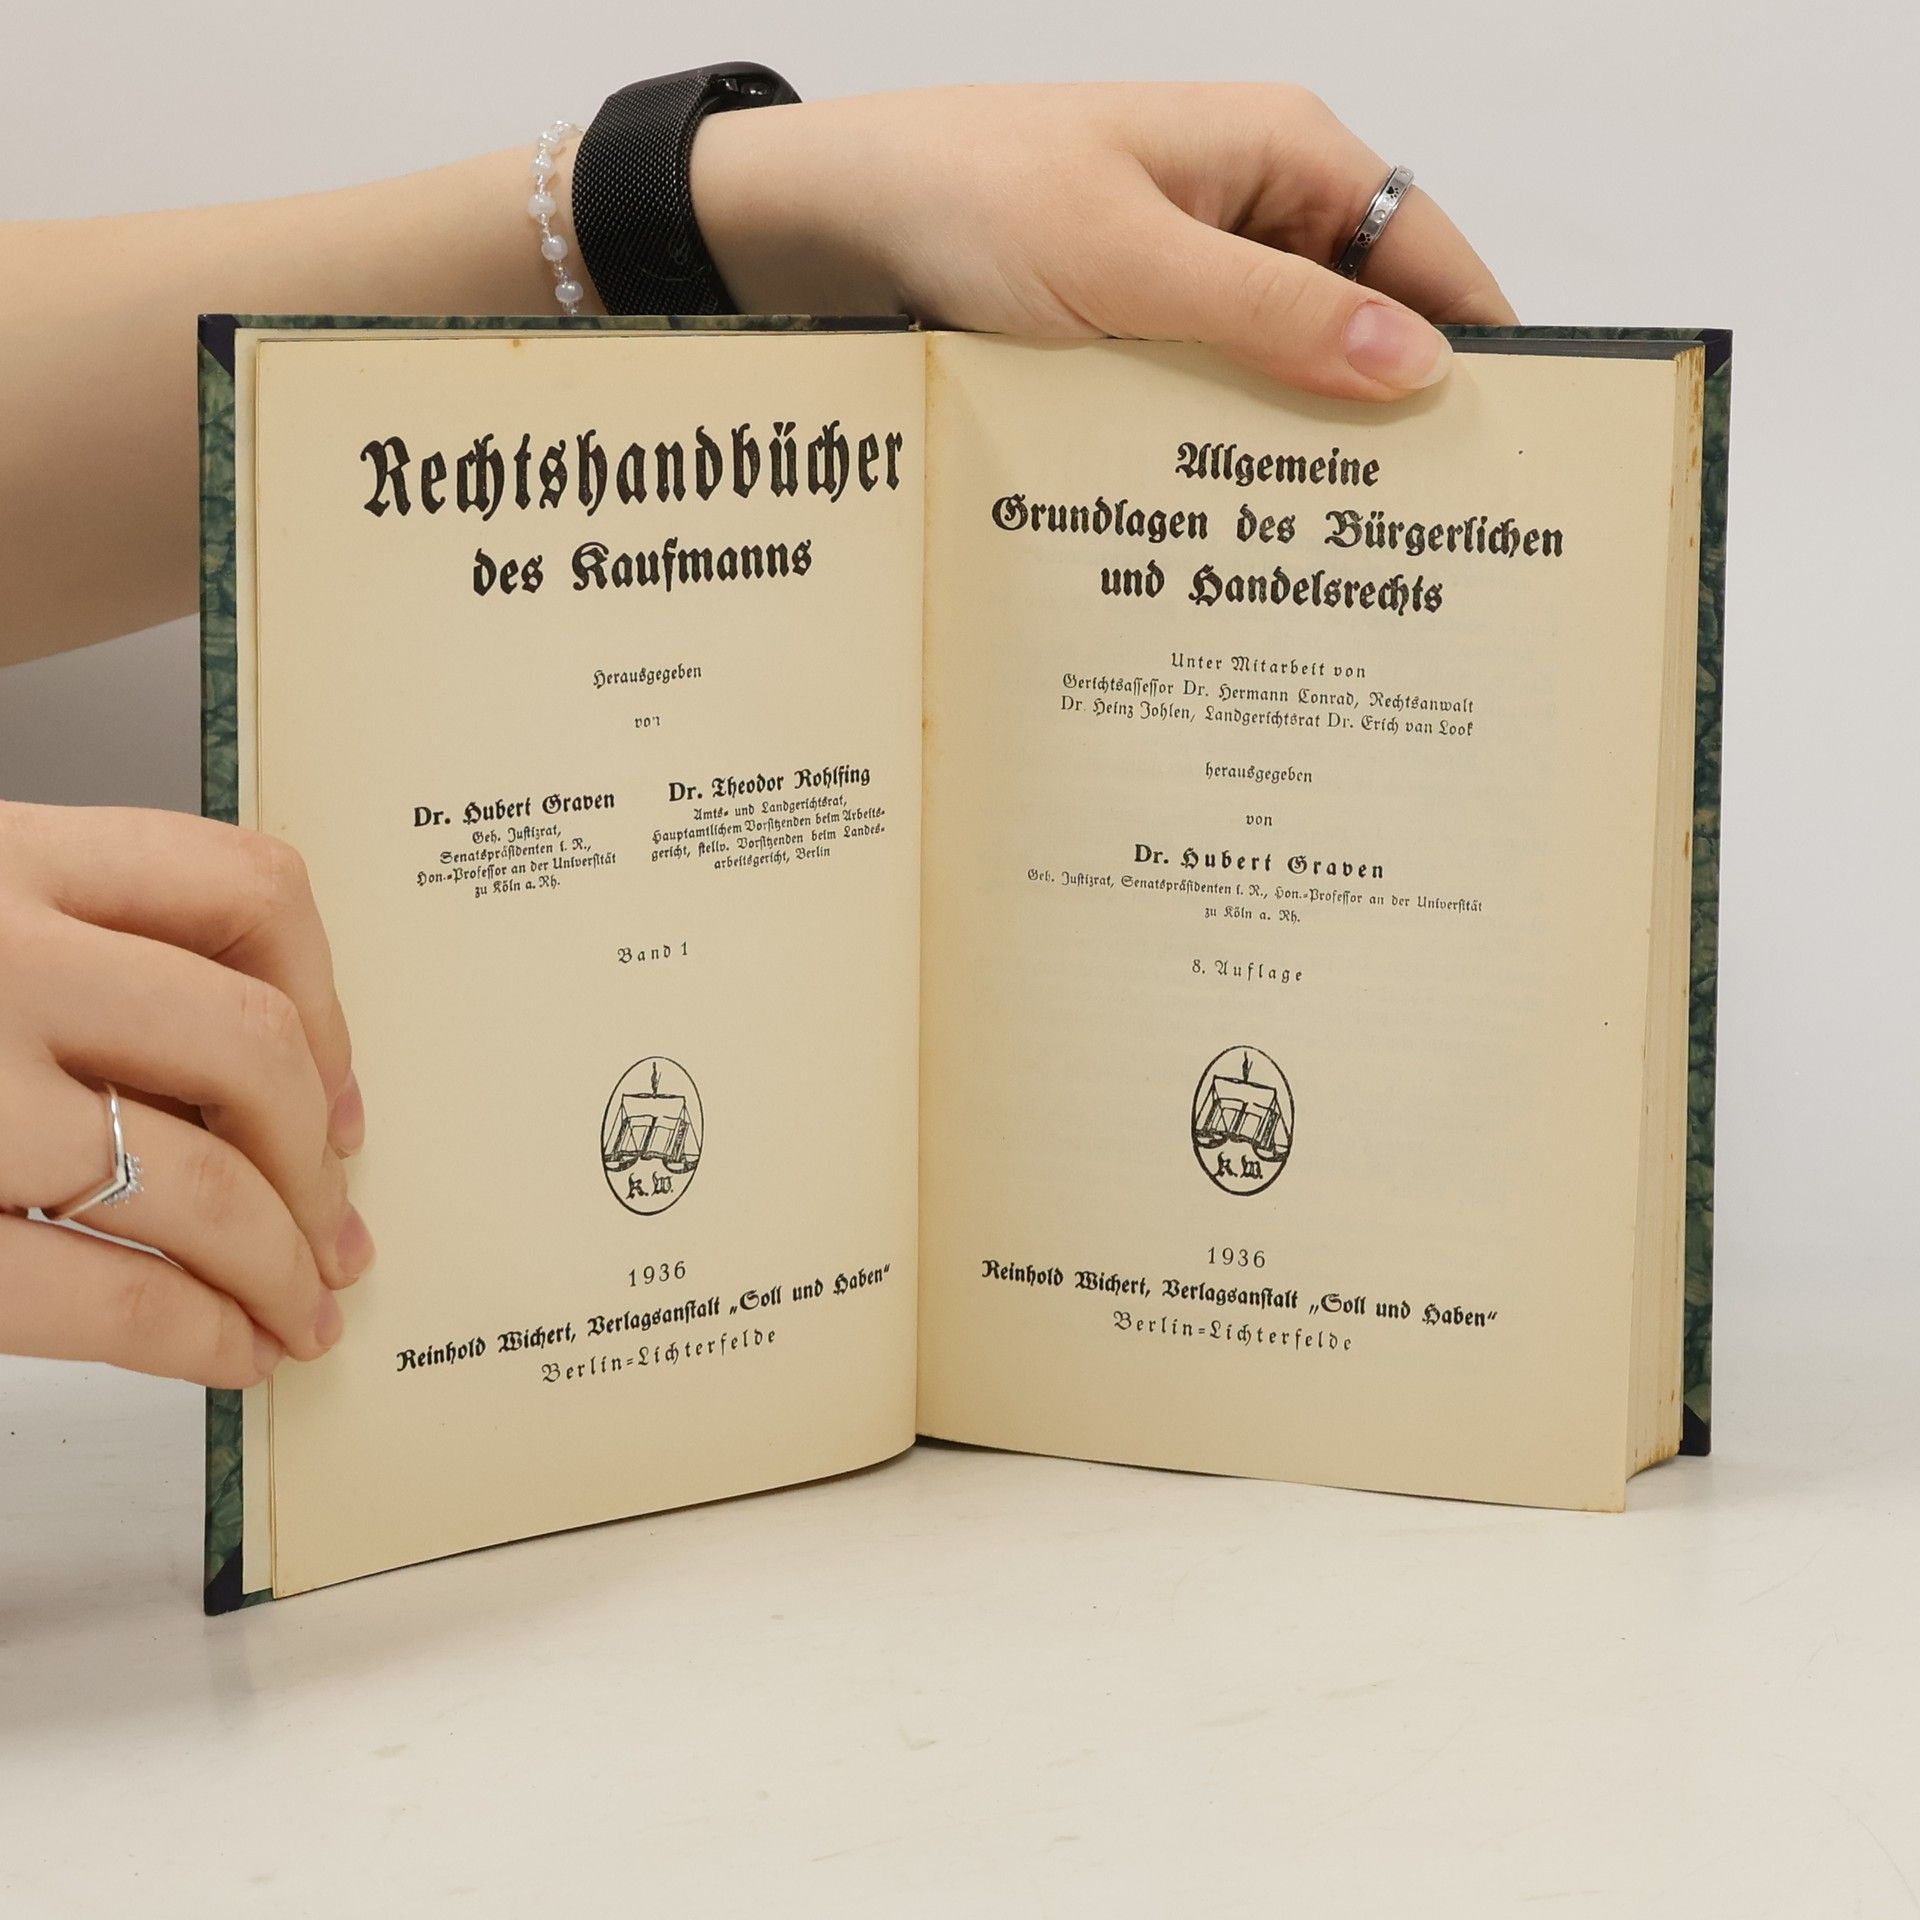 Rechtshandbücher
des Kaufmanns
Herausgegeben
von
Dr. Hubert Graven
Geh. Justizrat,
Senatspräsidenten i. R.,
Hon.-Professor an der Universität
zu Köln a. Rh.
Dr. Theodor Rohlfing
Amts- und Landgerichtsrat,
Hauptamtlichem Vorsitzenden beim Arbeits-
gericht, stellv. Vorsitzenden beim Landes-
arbeitsgericht, Berlin
Band 1
R. W.
1936
Reinhold Wichert, Verlagsanstalt „Soll und Haben“
Berlin-Lichterfelde
Allgemeine
Grundlagen des Bürgerlichen
und Handelsrechts
Unter Mitarbeit von
Gerichtsassessor Dr. Hermann Conrad, Rechtsanwalt
Dr. Heinz Johlen, Landgerichtsrat Dr. Erich van Look
herausgegeben
von
Dr. Hubert Graven
Geh. Justizrat, Senatspräsidenten i. R., Hon.-Professor an der Universität
zu Köln a. Rh.
8. Auflage
R. W.
1936
Reinhold Wichert, Verlagsanstalt „Soll und Haben“
Berlin-Lichterfelde